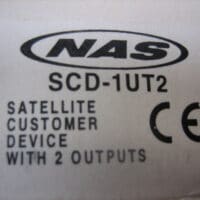 NAS
SCD-1UT2
SATELLITE
CUSTOMER
DEVICE
WITH 2 OUTPUTS
CE